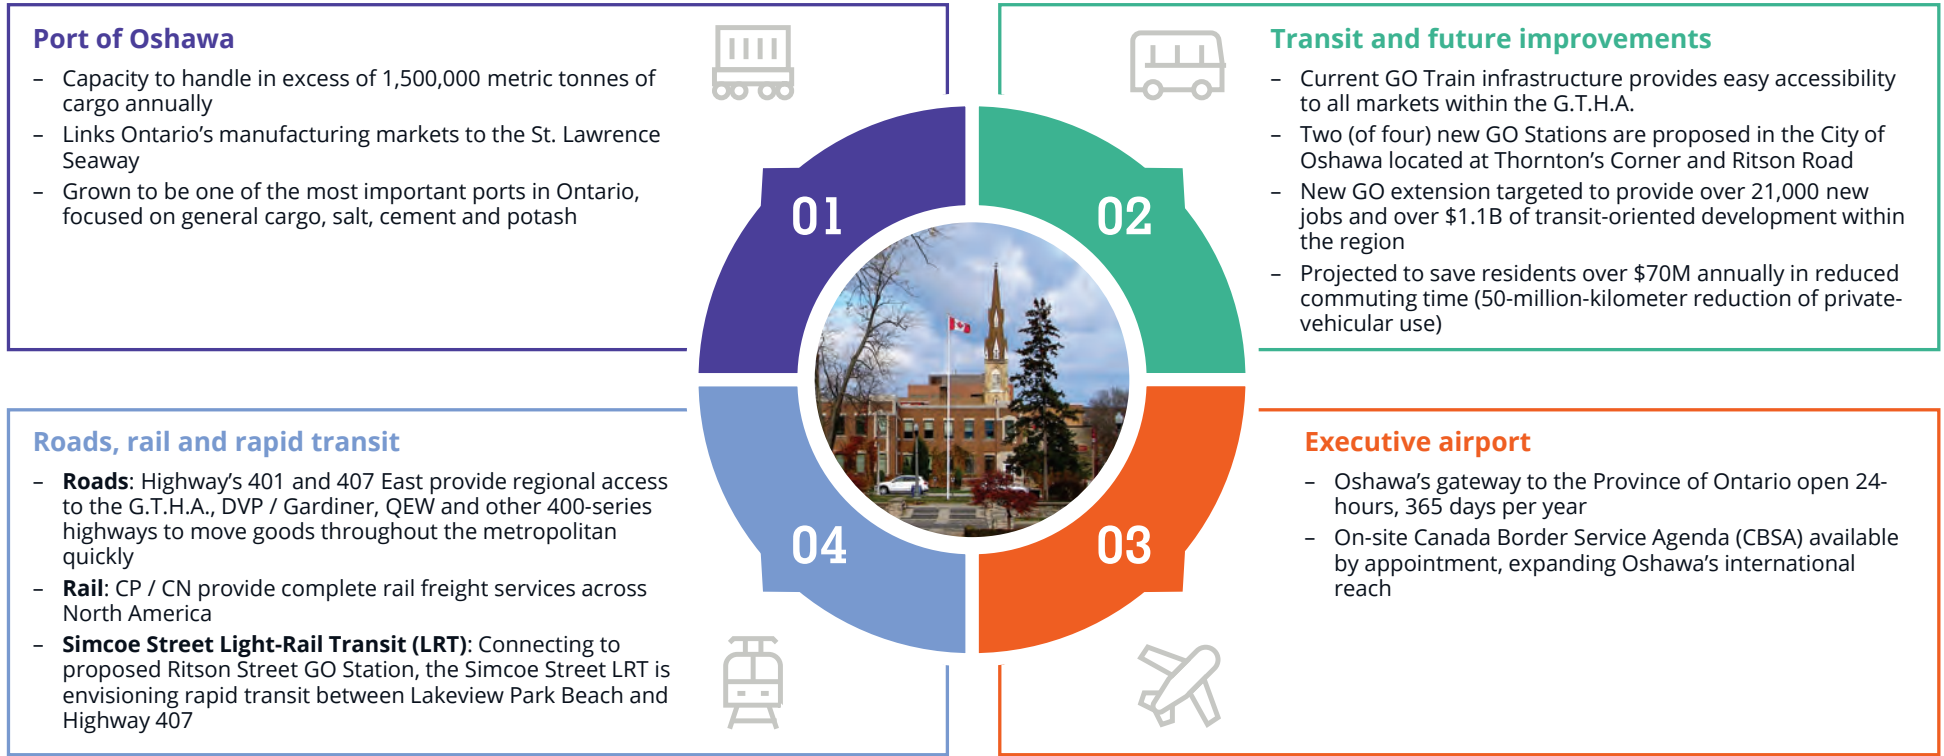 Port of Oshawa
– Capacity to handle in excess of 1,500,000 metric tonnes of
cargo annually
– Links Ontario’s manufacturing markets to the St. Lawrence
Seaway
– Grown to be one of the most important ports in Ontario,
focused on general cargo, salt, cement and potash
01
Transit and future improvements
– Current GO Train infrastructure provides easy accessibility
to all markets within the G.T.H.A.
– Two (of four) new GO Stations are proposed in the City of
Oshawa located at Thornton’s Corner and Ritson Road
– New GO extension targeted to provide over 21,000 new
jobs and over $1.1B of transit-oriented development within
the region
– Projected to save residents over $70M annually in reduced
commuting time (50-million-kilometer reduction of private-
vehicular use)
02
Executive airport
– Oshawa’s gateway to the Province of Ontario open 24-
hours, 365 days per year
– On-site Canada Border Service Agenda (CBSA) available
by appointment, expanding Oshawa’s international
reach
03
Roads, rail and rapid transit
– Roads: Highway’s 401 and 407 East provide regional access
to the G.T.H.A., DVP / Gardiner, QEW and other 400-series
highways to move goods throughout the metropolitan
quickly
– Rail: CP / CN provide complete rail freight services across
North America
– Simcoe Street Light-Rail Transit (LRT): Connecting to
proposed Ritson Street GO Station, the Simcoe Street LRT is
envisioning rapid transit between Lakeview Park Beach and
Highway 407
04